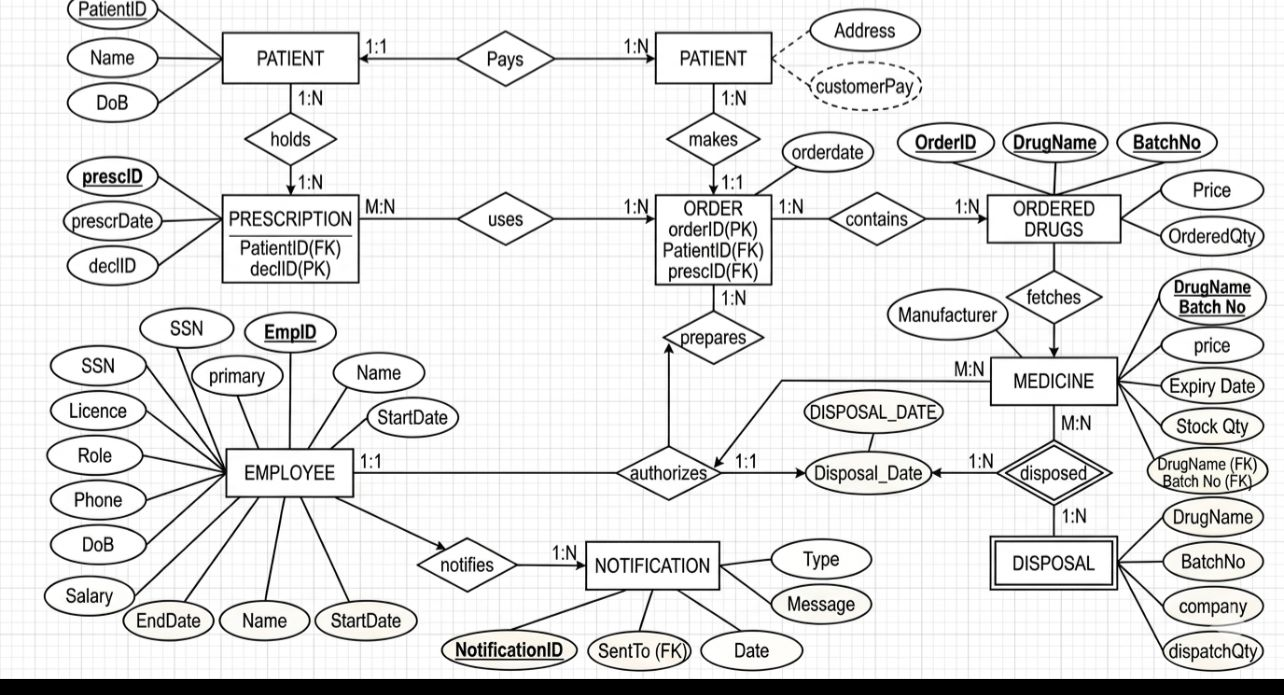 PatientID
Name
DoB
PATIENT
1:1
Pays
1:N
PATIENT
Address
customerPay
1:N
holds
1:N
1:N
makes
1:1
orderdate
OrderID
DrugName
BatchNo
prescID
prescrDate
declID
PRESCRIPTION
PatientID(FK)
declID(PK)
M:N
uses
1:N
ORDER
orderID(PK)
PatientID(FK)
prescID(FK)
1:N
contains
1:N
ORDERED
DRUGS
Price
OrderedQty
1:N
prepares
fetches
Manufacturer
DrugName
Batch No
price
Expiry Date
Stock Qty
DrugName (FK)
Batch No (FK)
M:N
MEDICINE
M:N
SSN
EmpID
SSN
primary
Name
Licence
StartDate
Role
Phone
DoB
Salary
EndDate
Name
StartDate
EMPLOYEE
1:1
authorizes
1:1
DISPOSAL_DATE
Disposal_Date
1:N
disposed
1:N
DISPOSAL
DrugName
BatchNo
company
dispatchQty
notifies
1:N
NOTIFICATION
Type
Message
NotificationID
SentTo (FK)
Date